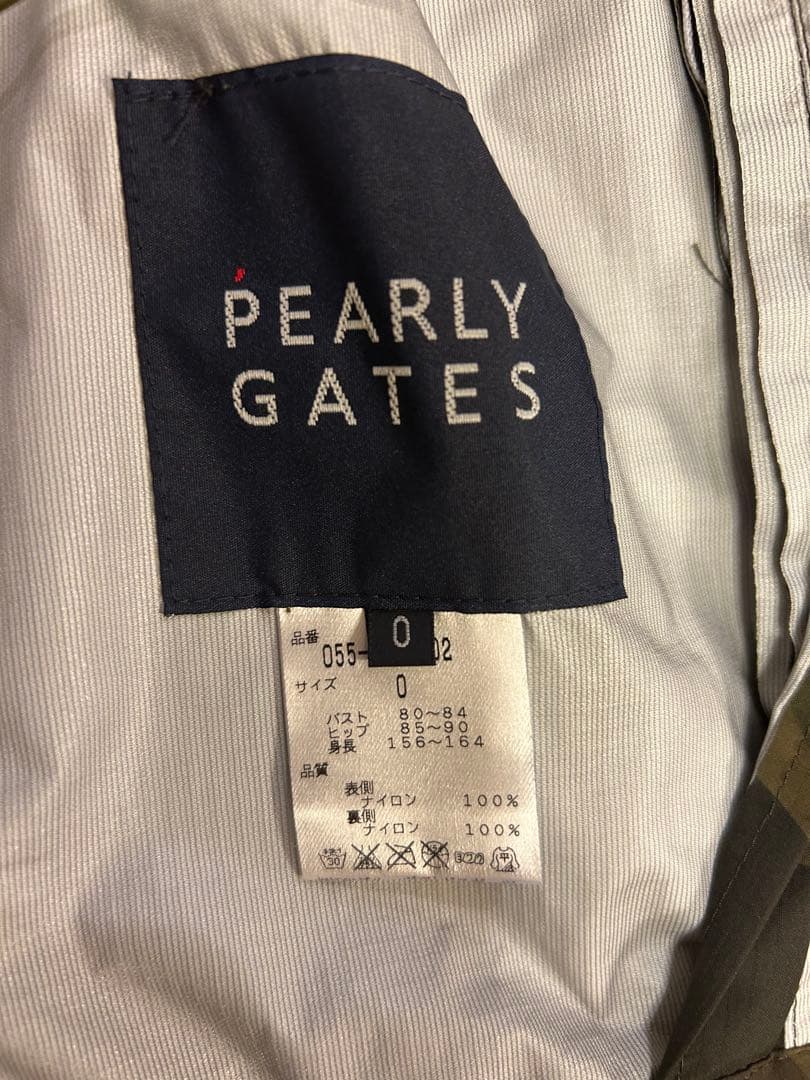 PEARLY
GATES
0
品番
055- 02
サイズ 0
バスト 80～84
ヒップ 85～90
身長 156～164
品質
表側
ナイロン 100%
裏側
ナイロン 100%
30
平